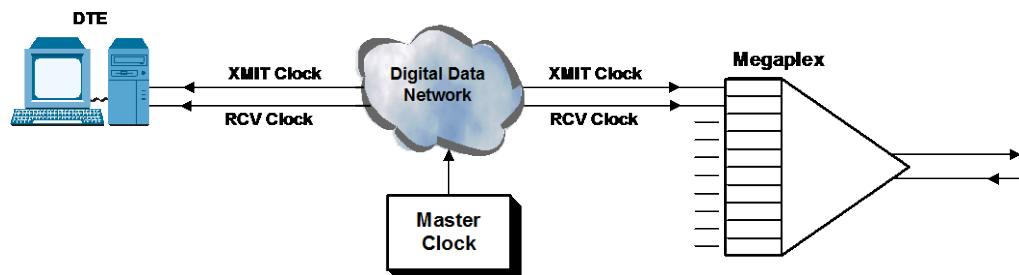 DTE
XMIT Clock
RCV Clock
Digital Data
Network
XMIT Clock
RCV Clock
Megaplex
Master
Clock